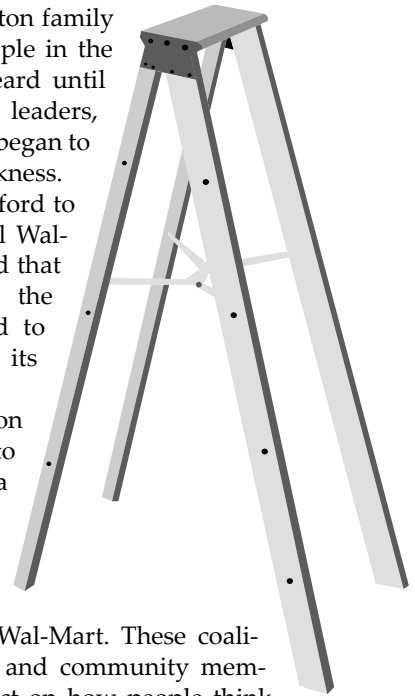 ton family
ple in the
eard until
leaders,
began to
kness.
ford to
l Wal-
d that
the
d to
its
on
to
a
Wal-Mart. These coali-
and community mem-
ct on how people think